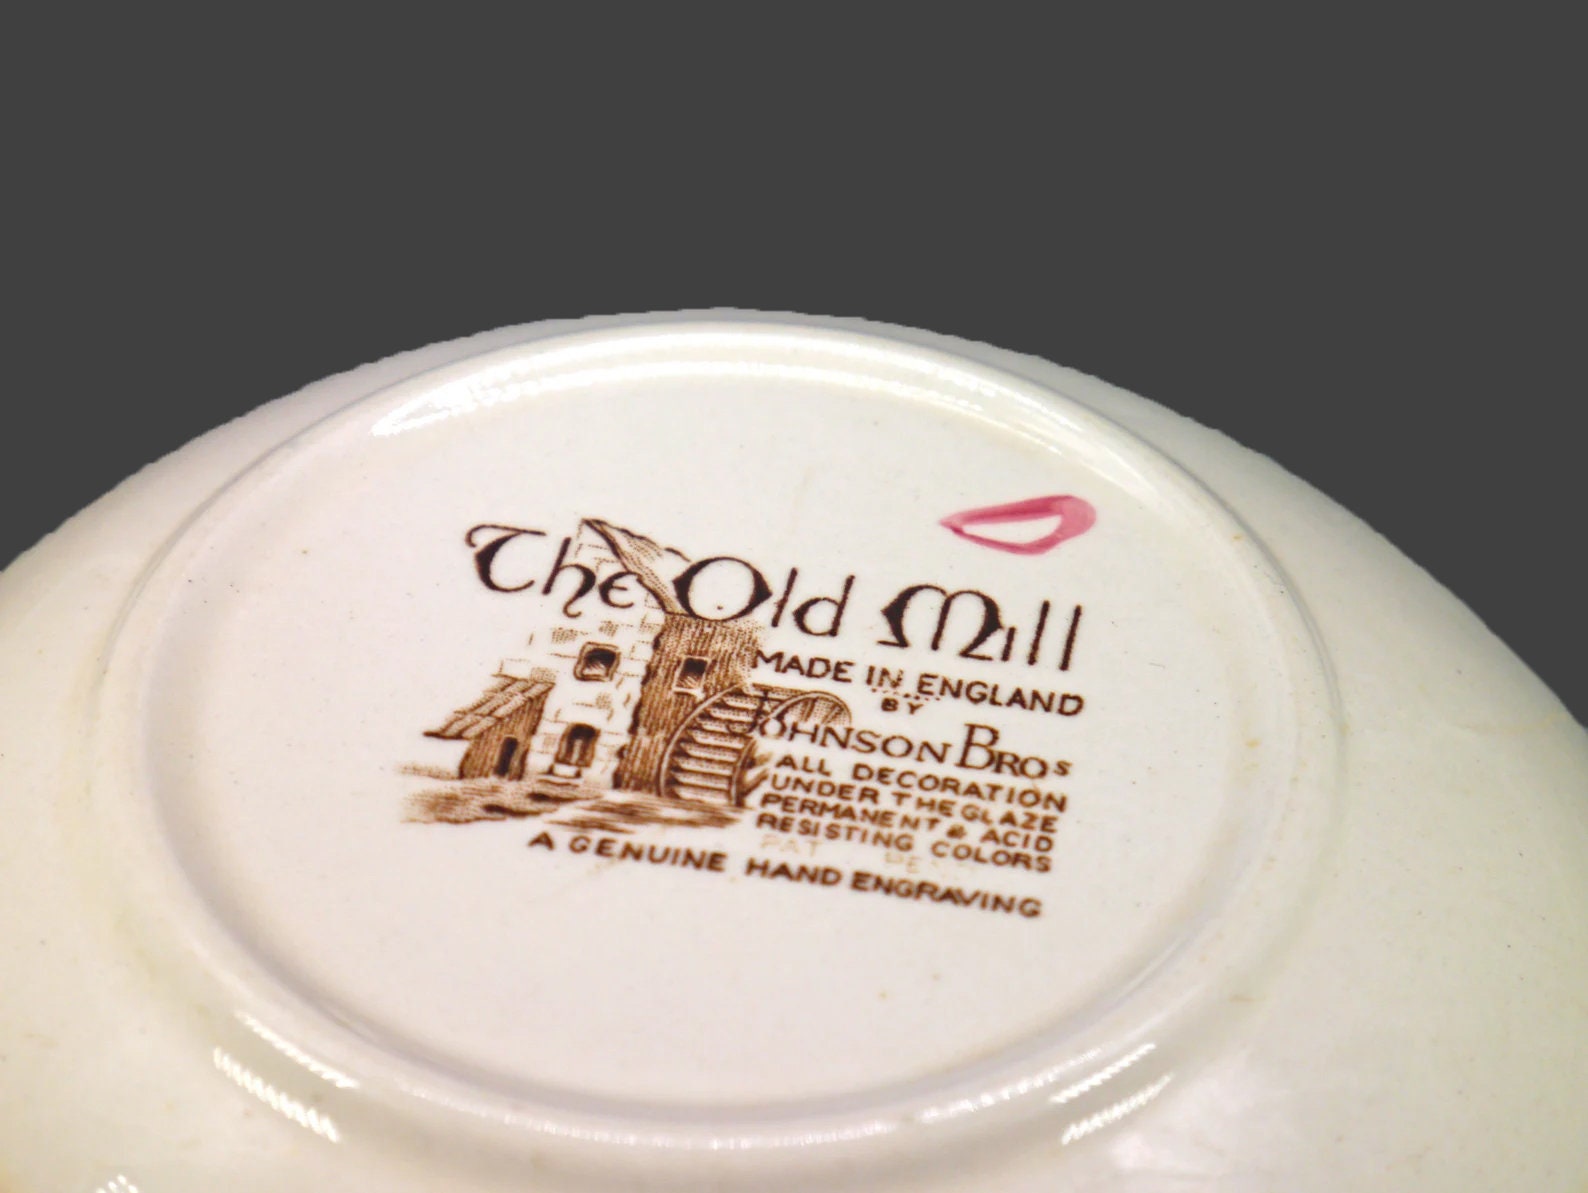 The Old Mill
MADE IN ENGLAND
BY
JOHNSON BROS
ALL DECORATION
UNDER THE GLAZE
PERMANENT & ACID
RESISTING COLORS
PAT
A GENUINE HAND ENGRAVING